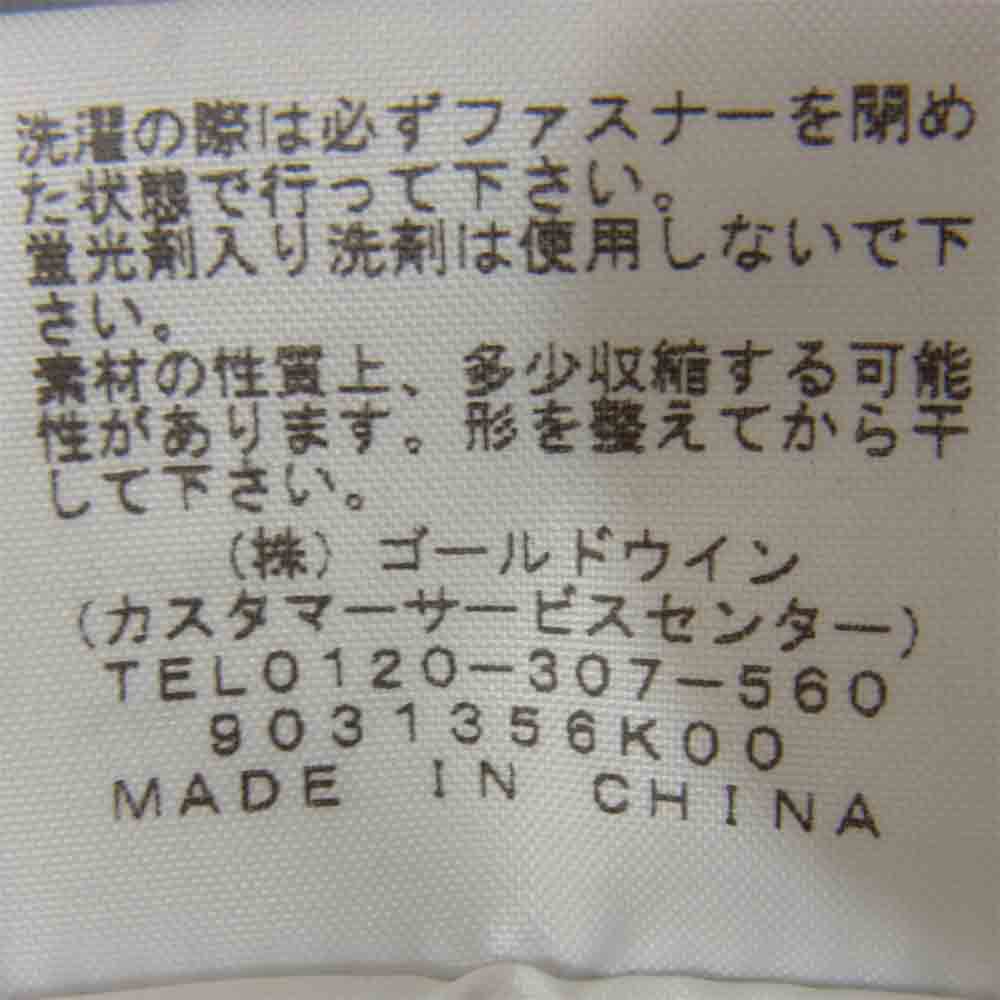 洗濯の際は必ずファスナーを閉め
た状態で行って下さい。
蛍光剤入り洗剤は使用しないで下
さい。
素材の性質上、多少収縮する可能
性があります。形を整えてから干
して下さい。
(株)ゴールドウイン
(カスタマーサービスセンター)
TEL0120-307-560
9031356K00
MADE IN CHINA